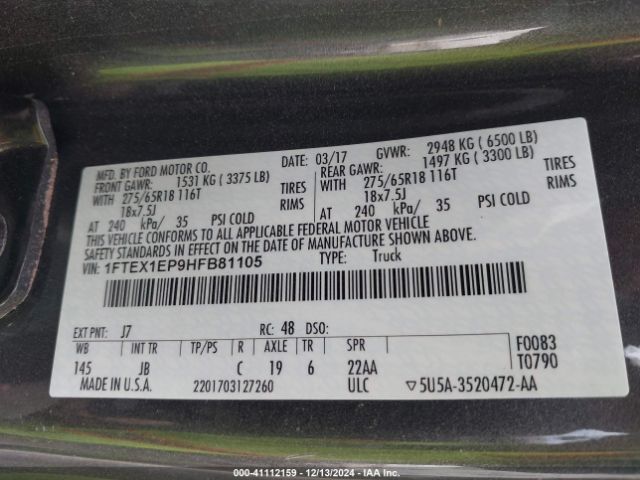 MFD. BY FORD MOTOR CO.
DATE: 03/17 GVWR: 2948 KG ( 6500 LB)
FRONT GAWR: 1531 KG ( 3375 LB) REAR GAWR: 1497 KG ( 3300 LB)
WITH 275/65R18 116T TIRES WITH 275/65R18 116T TIRES
18x7.5J RIMS 18x7.5J RIMS
AT 240 kPa/ 35 PSI COLD AT 240 kPa/ 35 PSI COLD
THIS VEHICLE CONFORMS TO ALL APPLICABLE FEDERAL MOTOR VEHICLE
SAFETY STANDARDS IN EFFECT ON THE DATE OF MANUFACTURE SHOWN ABOVE.
VIN: 1FTEX1EP9HFB81105 TYPE: Truck
EXT PNT: J7 RC: 48 DSO: F0083
WB INT TR TP/PS R AXLE TR SPR T0790
145 JB C 19 6 22AA
MADE IN U.S.A. 2201703127260 ULC 5U5A-3520472-AA
000-41112159 - 12/13/2024 - IAA Inc.